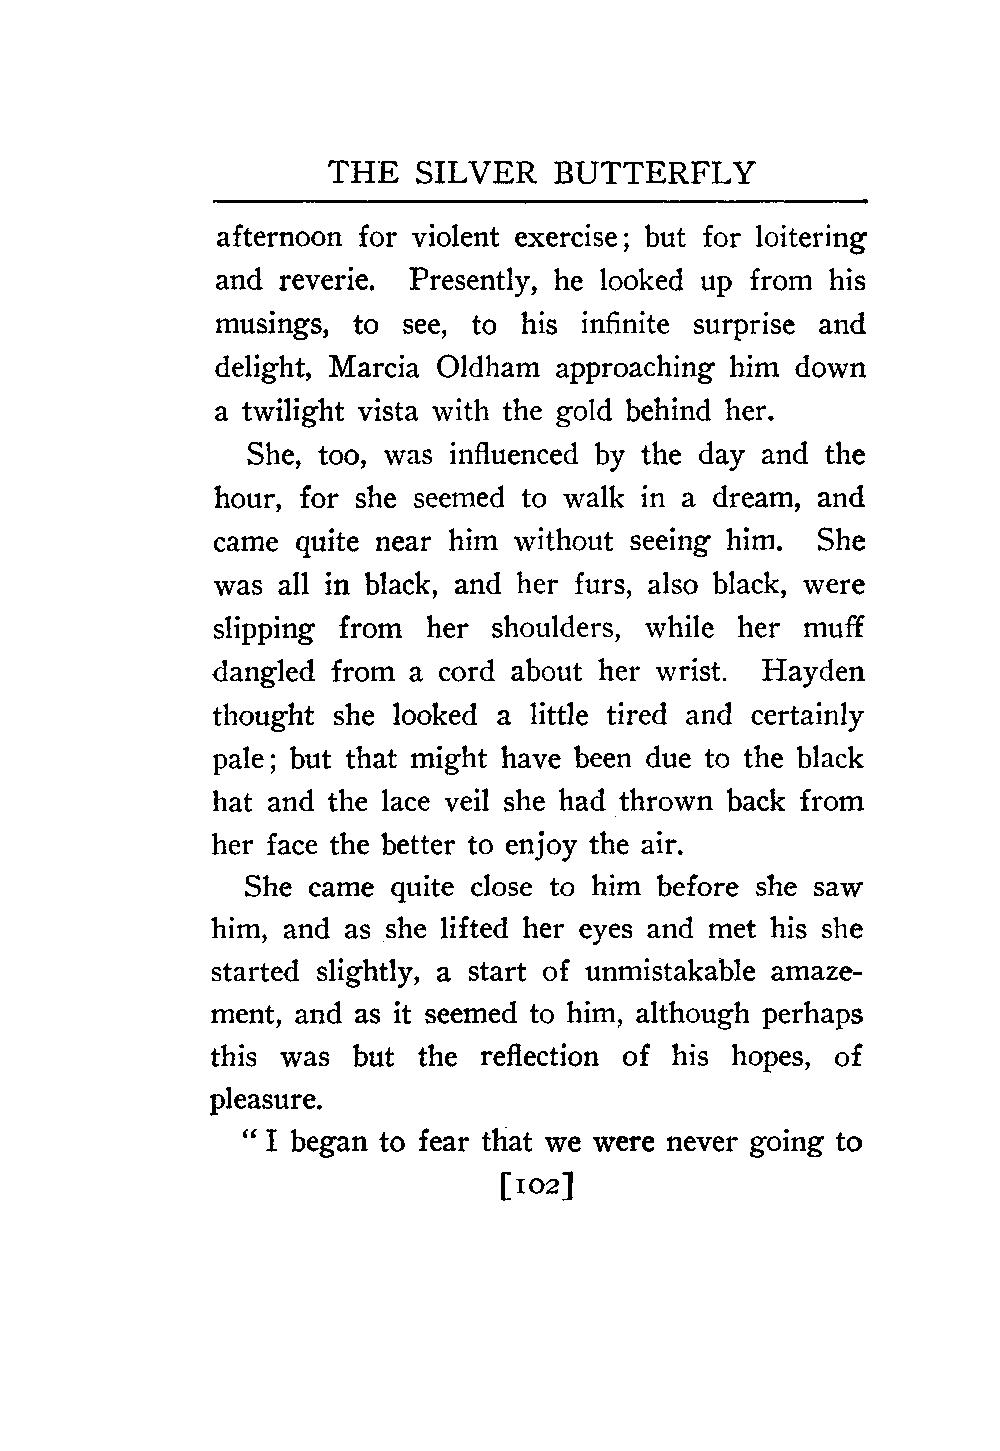 THE SILVER BUTTERFLY
afternoon for violent exercise; but for loitering
and reverie. Presently, he looked up from his
musings, to see, to his infinite surprise and
delight, Marcia Oldham approaching him down
a twilight vista with the gold behind her.
She, too, was influenced by the day and the
hour, for she seemed to walk in a dream, and
came quite near him without seeing him. She
was all in black, and her furs, also black, were
slipping from her shoulders, while her muff
dangled from a cord about her wrist. Hayden
thought she looked a little tired and certainly
pale; but that might have been due to the black
hat and the lace veil she had thrown back from
her face the better to enjoy the air.
She came quite close to him before she saw
him, and as she lifted her eyes and met his she
started slightly, a start of unmistakable amaze-
ment, and as it seemed to him, although perhaps
this was but the reflection of his hopes, of
pleasure.
“I began to fear that we were never going to
[102]